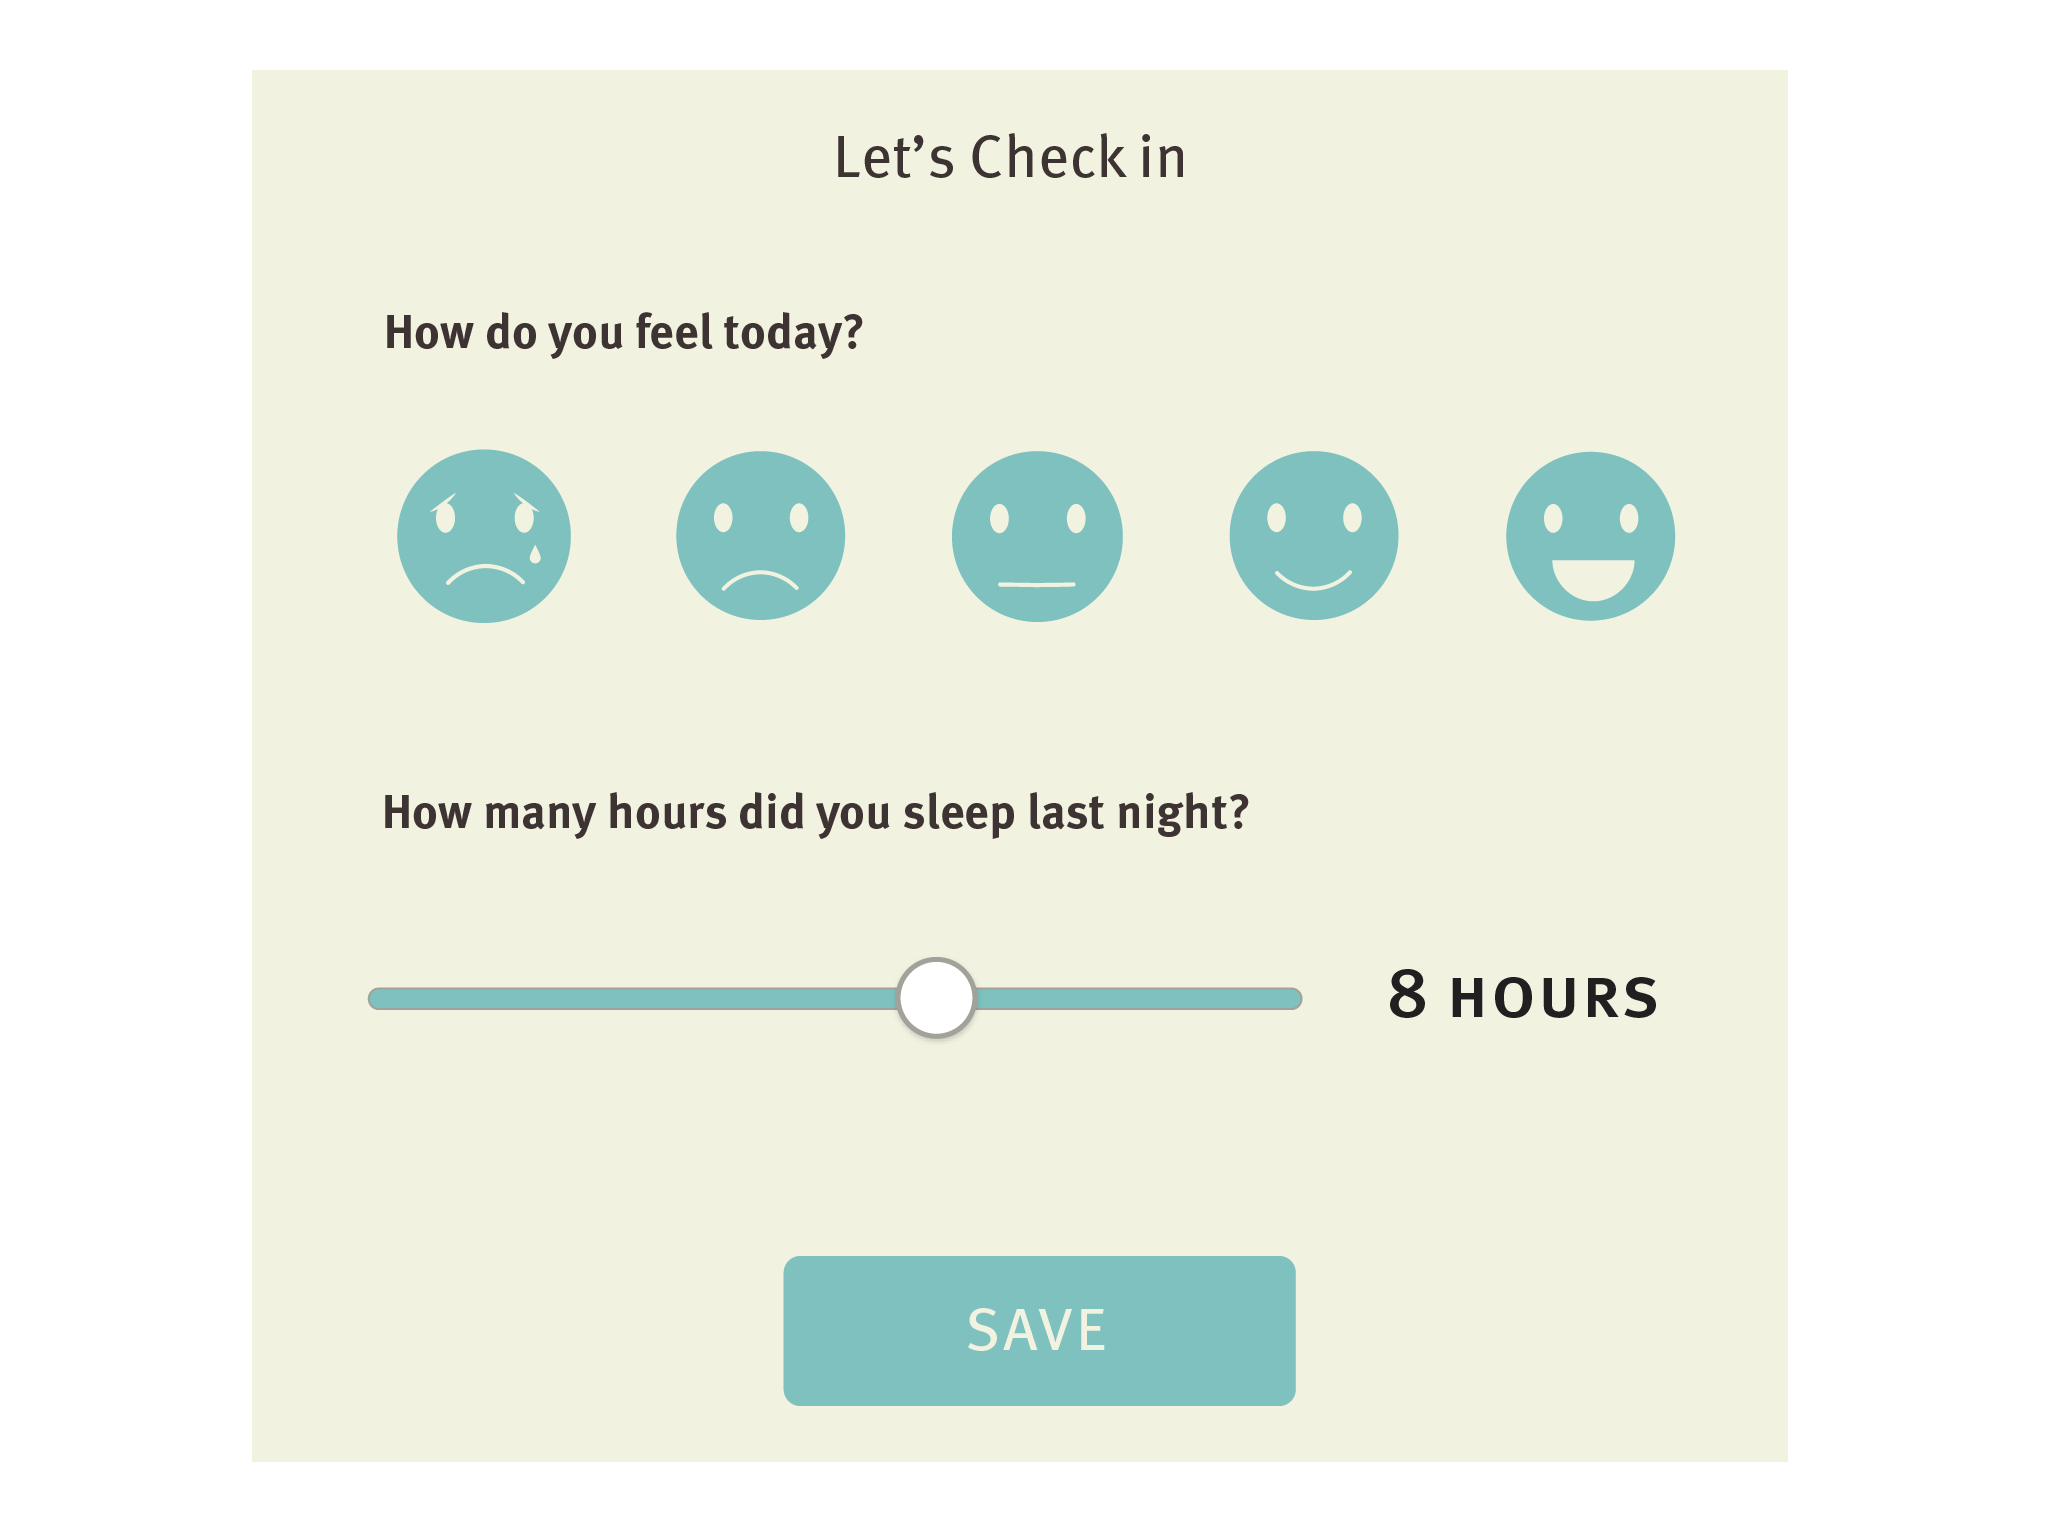 Let’s Check in
How do you feel today?
How many hours did you sleep last night?
8 HOURS
SAVE